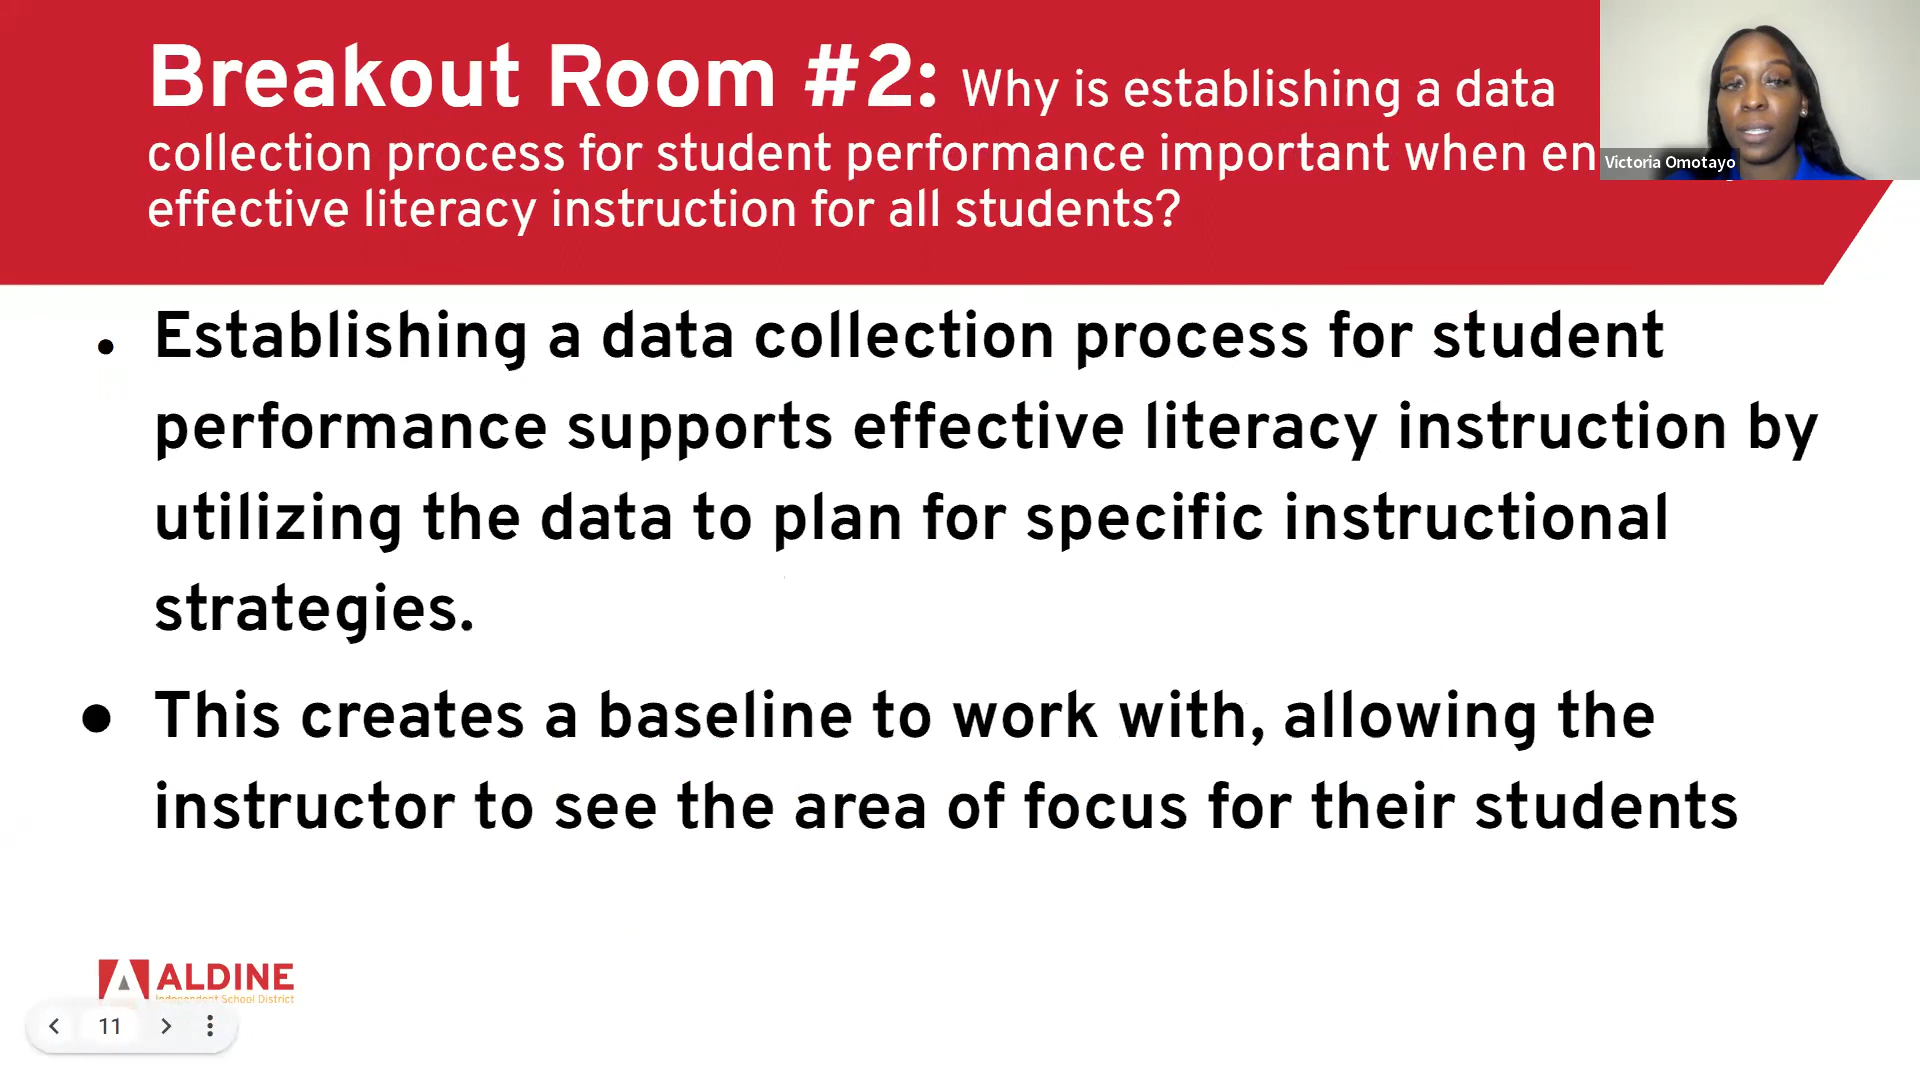 Breakout Room #2: Why is establishing a data
collection process for student performance important when en
effective literacy instruction for all students?
Victoria Omotayo
• Establishing a data collection process for student
performance supports effective literacy instruction by
utilizing the data to plan for specific instructional
strategies.
• This creates a baseline to work with, allowing the
instructor to see the area of focus for their students
ALDINE
Independent School District
11